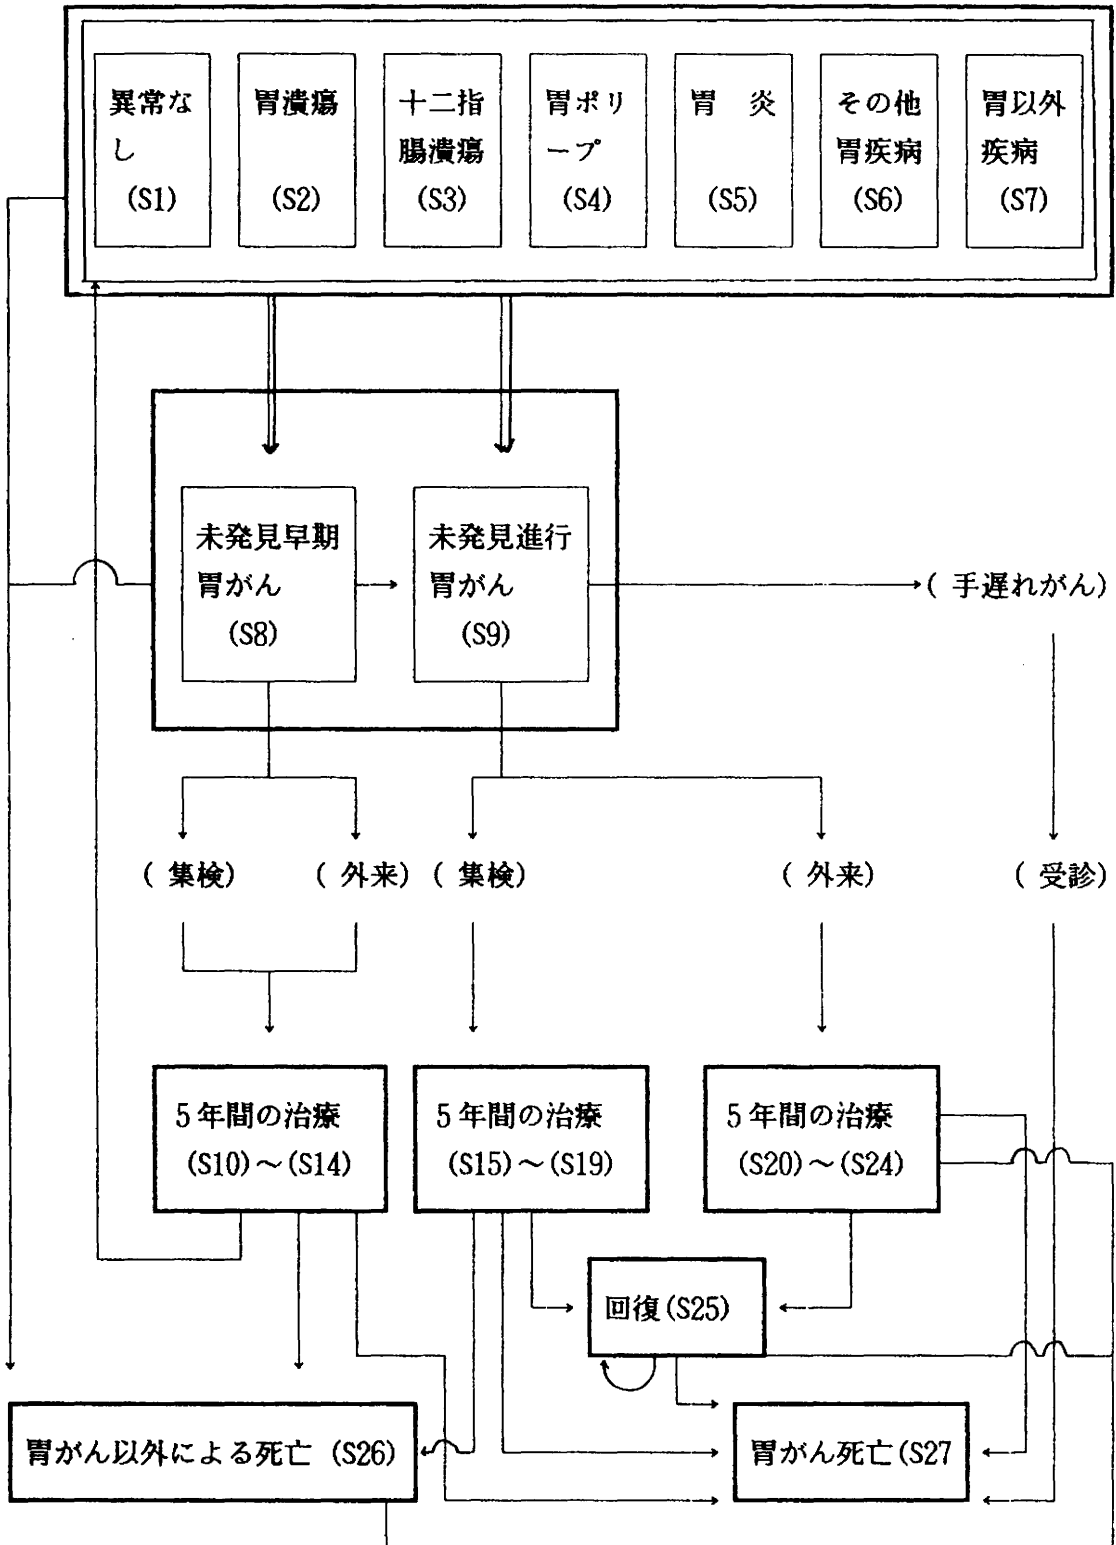 異常なし
(S1)
胃潰瘍
(S2)
十二指腸潰瘍
(S3)
胃ポリープ
(S4)
胃 炎
(S5)
その他胃疾病
(S6)
胃以外疾病
(S7)
未発見早期
胃がん
(S8)
未発見進行
胃がん
(S9)
( 手遅れがん)
( 集検)
( 外来)
( 集検)
( 外来)
( 受診)
5年間の治療
(S10)～(S14)
5年間の治療
(S15)～(S19)
5年間の治療
(S20)～(S24)
回復(S25)
胃がん以外による死亡 (S26)
胃がん死亡(S27